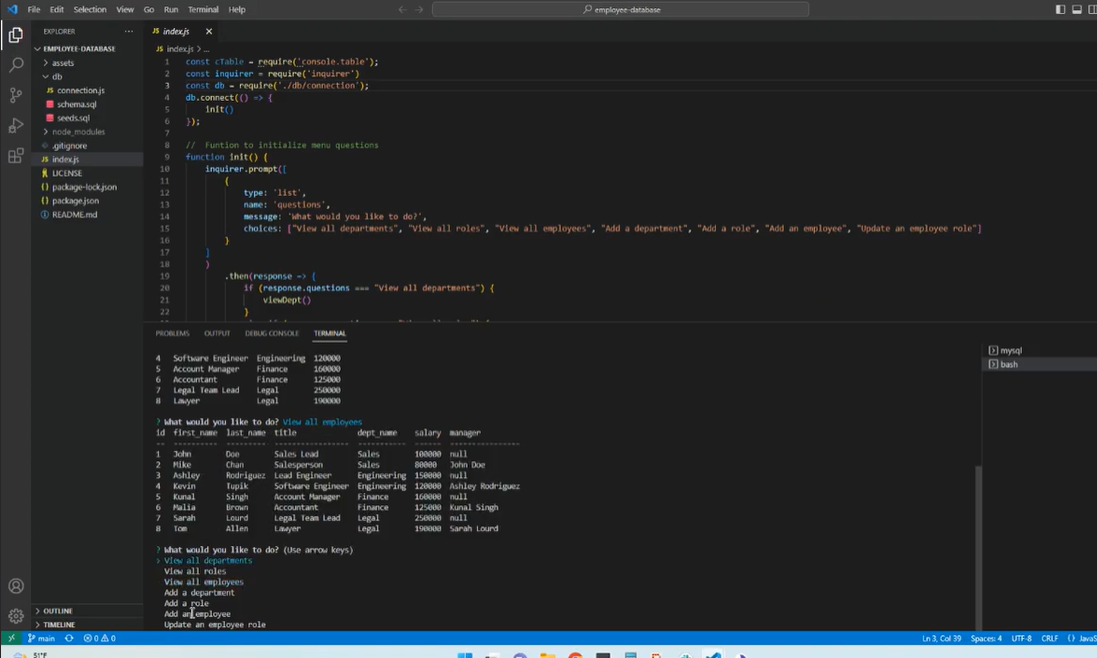 File Edit Selection View Go Run Terminal Help
employee-database
EXPLORER
EMPLOYEE-DATABASE
assets
db
connection.js
schema.sql
seeds.sql
node_modules
.gitignore
JS index.js
LICENSE
{} package-lock.json
{} package.json
README.md
OUTLINE
TIMELINE
JS index.js ×
JS index.js > ...
1 const cTable = require('console.table');
2 const inquirer = require('inquirer')
3 const db = require('./db/connection');
4 db.connect(() => {
5 init()
6 });
7
8 // Funtion to initialize menu questions
9 function init() {
10 inquirer.prompt([
11 {
12 type: 'list',
13 name: 'questions',
14 message: 'What would you like to do?',
15 choices: ["View all departments", "View all roles", "View all employees", "Add a department", "Add a role", "Add an employee", "Update an employee role"]
16 }
17 ]
18 )
19 .then(response => {
20 if (response.questions === "View all departments") {
21 viewDept()
22 }
PROBLEMS OUTPUT DEBUG CONSOLE TERMINAL
4 Software Engineer Engineering 120000
5 Account Manager Finance 160000
6 Accountant Finance 125000
7 Legal Team Lead Legal 250000
8 Lawyer Legal 190000
? What would you like to do? View all employees
id first_name last_name title dept_name salary manager
-- ---------- --------- ----------------- ----------- ------ ----------------
1 John Doe Sales Lead Sales 100000 null
2 Mike Chan Salesperson Sales 80000 John Doe
3 Ashley Rodriguez Lead Engineer Engineering 150000 null
4 Kevin Tupik Software Engineer Engineering 120000 Ashley Rodriguez
5 Kunal Singh Account Manager Finance 160000 null
6 Malia Brown Accountant Finance 125000 Kunal Singh
7 Sarah Lourd Legal Team Lead Legal 250000 null
8 Tom Allen Lawyer Legal 190000 Sarah Lourd
? What would you like to do? (Use arrow keys)
> View all departments
View all roles
View all employees
Add a department
Add a role
Add an employee
Update an employee role
mysql
bash
main 0 0 Ln 3, Col 39 Spaces: 4 UTF-8 CRLF {} JavaS
51°F